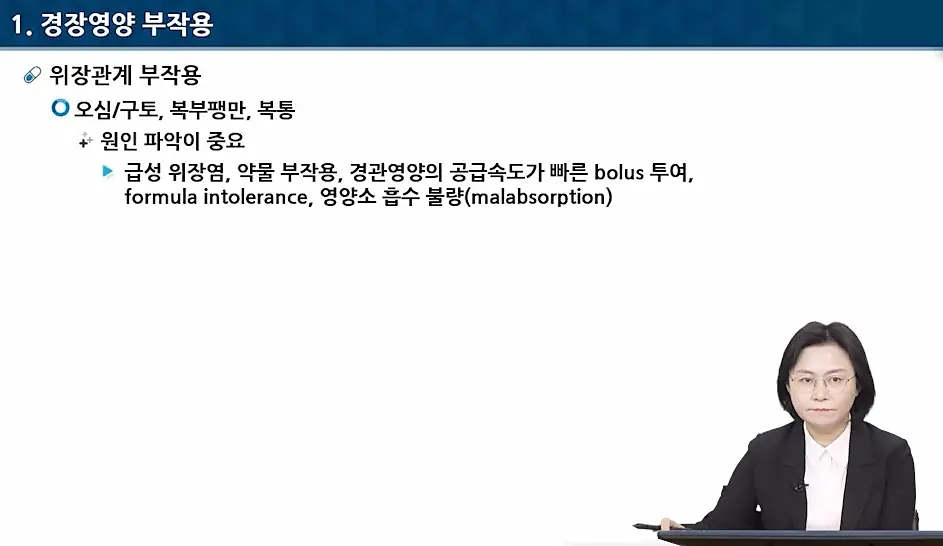 1. 경장영양 부작용
위장관계 부작용
오심/구토, 복부팽만, 복통
원인 파악이 중요
급성 위장염, 약물 부작용, 경관영양의 공급속도가 빠른 bolus 투여,
formula intolerance, 영양소 흡수 불량(malabsorption)